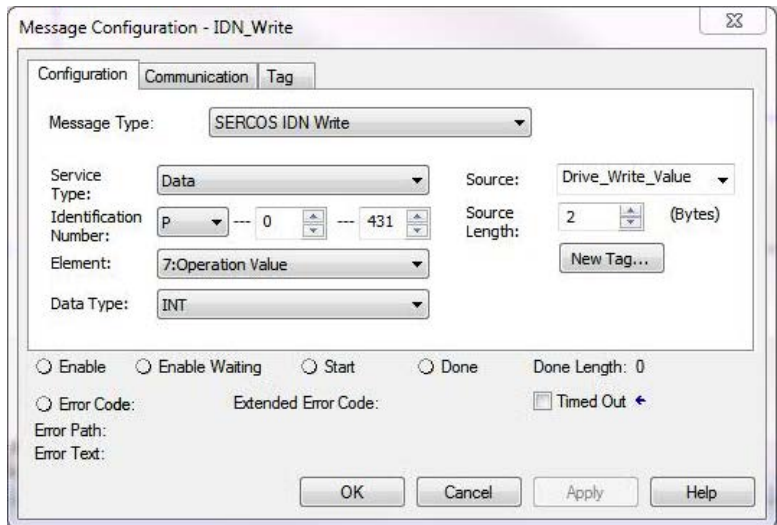 Message Configuration - IDN_Write
Configuration Communication Tag
Message Type: SERCOS IDN Write
Service Type: Data Source: Drive_Write_Value
Identification Number: P --- 0 --- 431 Source Length: 2 (Bytes)
Element: 7:Operation Value New Tag...
Data Type: INT
Enable Enable Waiting Start Done Done Length: 0
Error Code: Extended Error Code: Timed Out
Error Path:
Error Text:
OK Cancel Apply Help